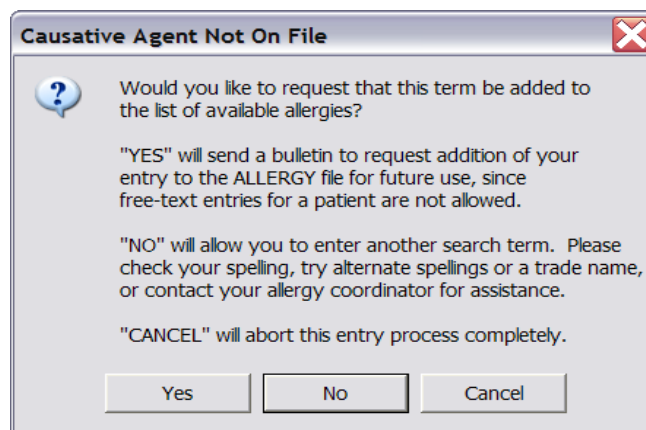 Causative Agent Not On File
Would you like to request that this term be added to
the list of available allergies?
"YES" will send a bulletin to request addition of your
entry to the ALLERGY file for future use, since
free-text entries for a patient are not allowed.
"NO" will allow you to enter another search term.  Please
check your spelling, try alternate spellings or a trade name,
or contact your allergy coordinator for assistance.
"CANCEL" will abort this entry process completely.
Yes No Cancel